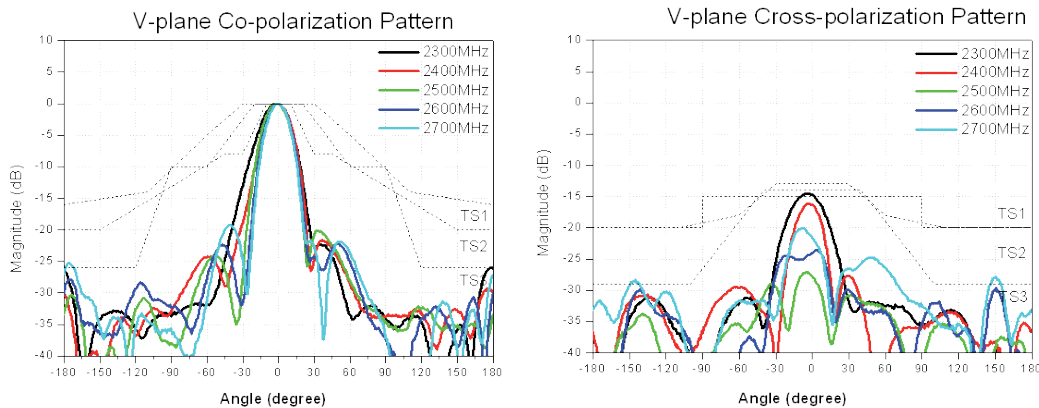 V-plane Co-polarization Pattern
10
5
0
-5
-10
-15
-20
-25
-30
-35
-40
Magnitude (dB)
2300MHz
2400MHz
2500MHz
2600MHz
2700MHz
TS1
TS2
-180 -150 -120 -90 -60 -30 0 30 60 90 120 150 180
Angle (degree)
V-plane Cross-polarization Pattern
10
5
0
-5
-10
-15
-20
-25
-30
-35
-40
Magnitude (dB)
2300MHz
2400MHz
2500MHz
2600MHz
2700MHz
TS1
TS2
TS3
-180 -150 -120 -90 -60 -30 0 30 60 90 120 150 180
Angle (degree)